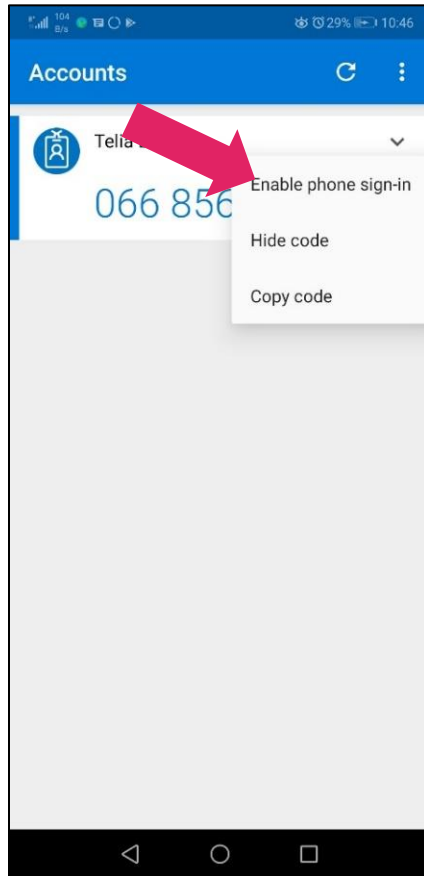 104
B/s
29%
10:46
Accounts
Telia
066 856
Enable phone sign-in
Hide code
Copy code